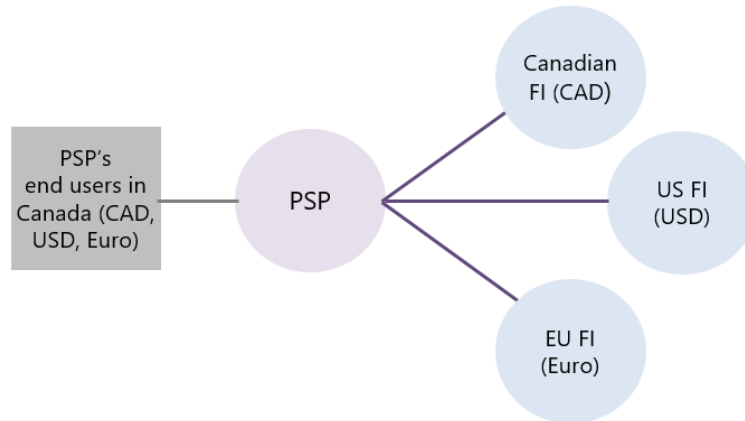 PSP's
end users in
Canada (CAD,
USD, Euro)
PSP
Canadian
FI (CAD)
US FI
(USD)
EU FI
(Euro)